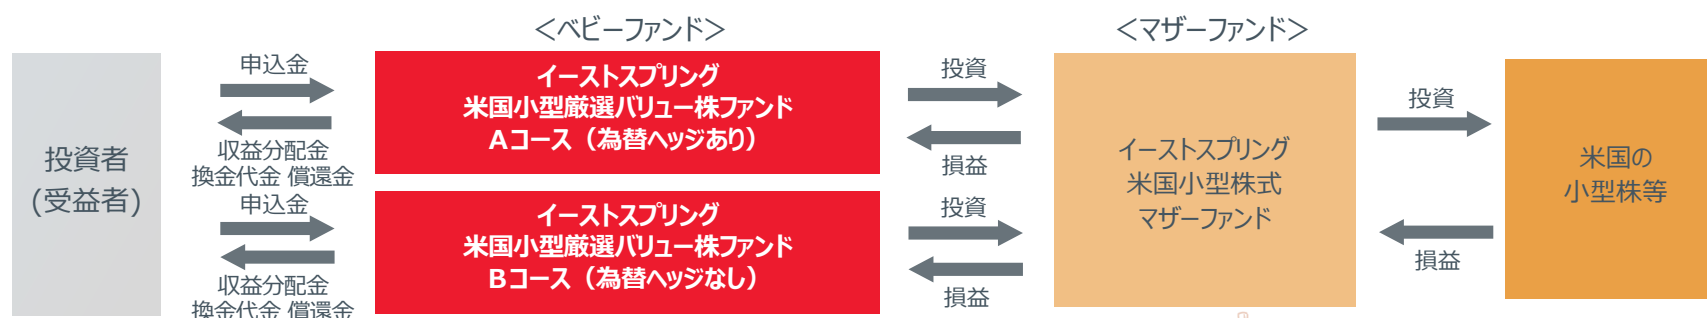 ＜ベビーファンド＞
＜マザーファンド＞
投資者
(受益者)
申込金
収益分配金
換金代金 償還金
申込金
収益分配金
換金代金 償還金
イーストスプリング
米国小型厳選バリュー株ファンド
Aコース（為替ヘッジあり）
イーストスプリング
米国小型厳選バリュー株ファンド
Bコース（為替ヘッジなし）
投資
損益
投資
損益
イーストスプリング
米国小型株式
マザーファンド
投資
損益
米国の
小型株等